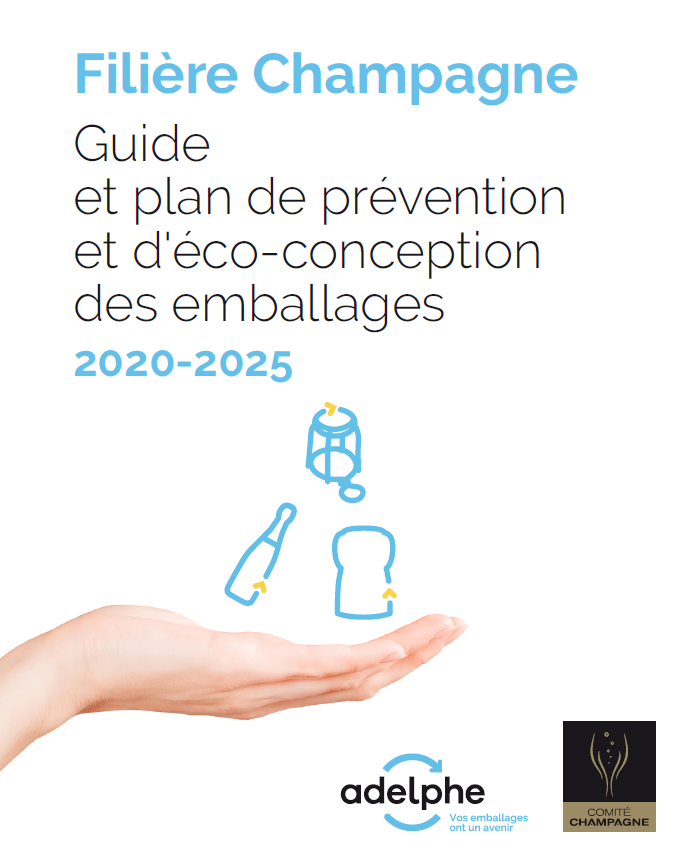 Filière Champagne
Guide
et plan de prévention
et d'éco-conception
des emballages
2020-2025
adelphe
Vos emballages
ont un avenir
COMITÉ
CHAMPAGNE